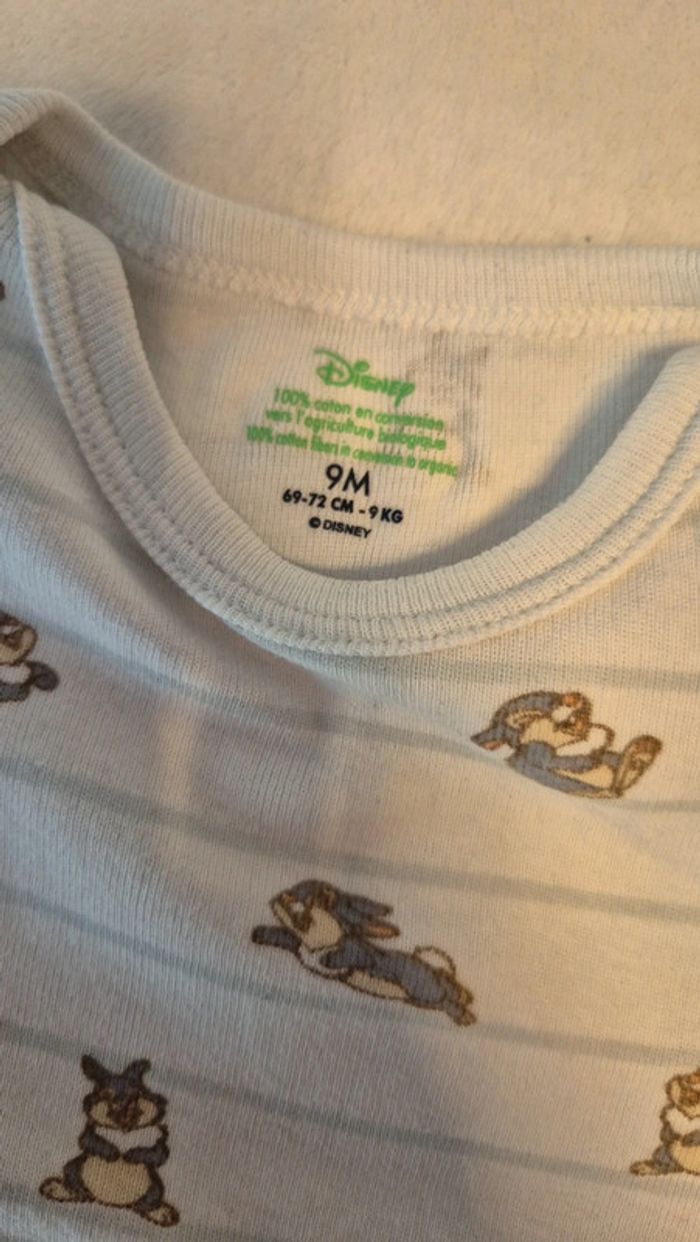 Disney
100% coton en conversion
vers l'agriculture biologique
100% cotton fibers in conversion to organic
9M
69-72 CM - 9 KG
© DISNEY